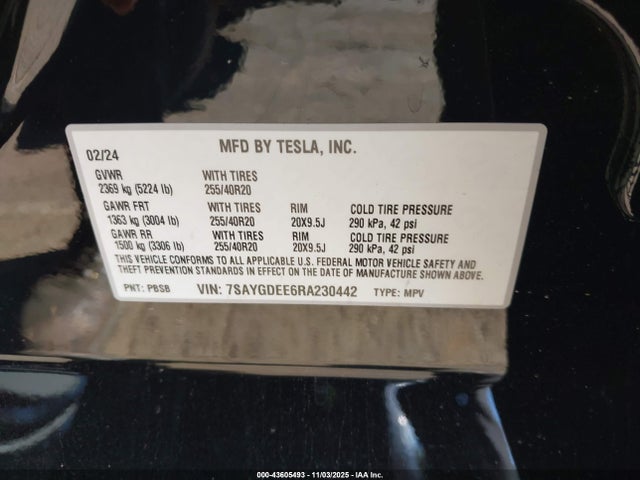 02/24 MFD BY TESLA, INC.
GVWR WITH TIRES
2369 kg (5224 lb) 255/40R20
GAWR FRT WITH TIRES RIM COLD TIRE PRESSURE
1363 kg (3004 lb) 255/40R20 20X9.5J 290 kPa, 42 psi
GAWR RR WITH TIRES RIM COLD TIRE PRESSURE
1500 kg (3306 lb) 255/40R20 20X9.5J 290 kPa, 42 psi
THIS VEHICLE CONFORMS TO ALL APPLICABLE U.S. FEDERAL MOTOR VEHICLE SAFETY AND
THEFT PREVENTION STANDARDS IN EFFECT ON THE DATE OF MANUFACTURE SHOWN ABOVE.
PNT: PBSB VIN: 7SAYGDEE6RA230442 TYPE: MPV
000-43605493 - 11/03/2025 - IAA Inc.